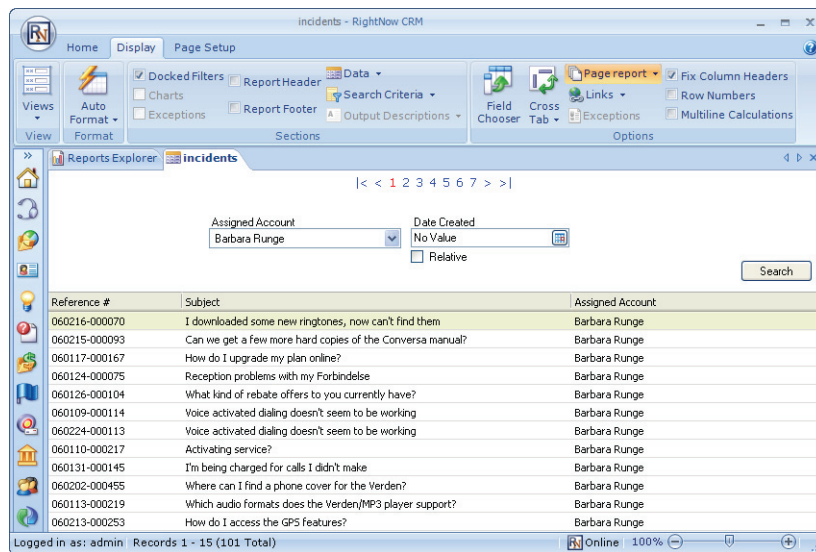 incidents - RightNow CRM
RN
Home Display Page Setup
Views
View
Auto Format
Format
Docked Filters
Charts
Exceptions
Report Header
Report Footer
Data
Search Criteria
Output Descriptions
Sections
Field Chooser
Cross Tab
Page report
Links
Exceptions
Fix Column Headers
Row Numbers
Multiline Calculations
Options
Reports Explorer incidents
|< < 1 2 3 4 5 6 7 > >|
Assigned Account Date Created
Barbara Runge No Value
Relative
Search
Reference # Subject Assigned Account
060216-000070 I downloaded some new ringtones, now can't find them Barbara Runge
060215-000093 Can we get a few more hard copies of the Conversa manual? Barbara Runge
060117-000167 How do I upgrade my plan online? Barbara Runge
060124-000075 Reception problems with my Forbindelse Barbara Runge
060126-000104 What kind of rebate offers to you currently have? Barbara Runge
060109-000114 Voice activated dialing doesn't seem to be working Barbara Runge
060224-000113 Voice activated dialing doesn't seem to be working Barbara Runge
060110-000217 Activating service? Barbara Runge
060131-000145 I'm being charged for calls I didn't make Barbara Runge
060202-000455 Where can I find a phone cover for the Verden? Barbara Runge
060113-000219 Which audio formats does the Verden/MP3 player support? Barbara Runge
060213-000253 How do I access the GPS features? Barbara Runge
Logged in as: admin Records 1 - 15 (101 Total) RN Online 100%